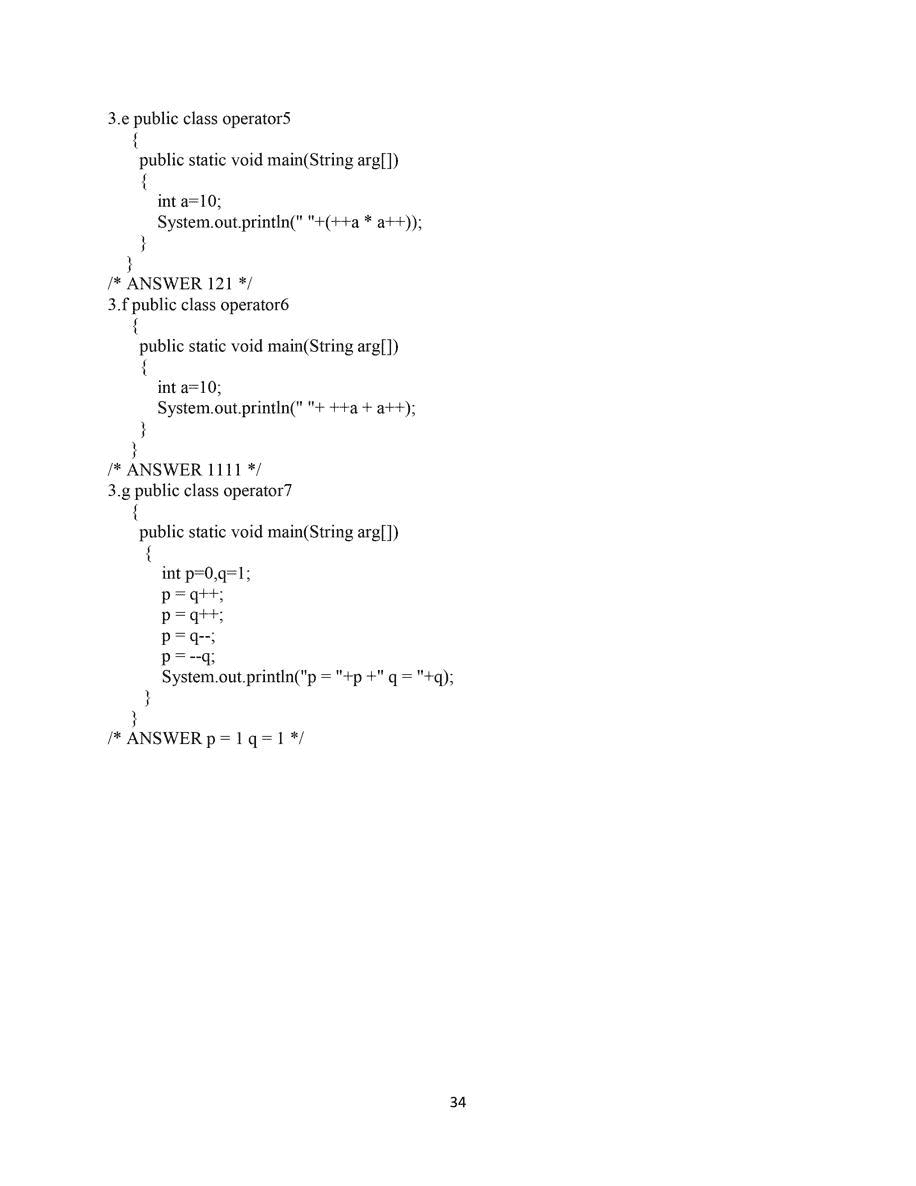 3.e public class operator5
{
public static void main(String arg[])
{
int a=10;
System.out.println(" "+(++a * a++));
}
}
/* ANSWER 121 */
3.f public class operator6
{
public static void main(String arg[])
{
int a=10;
System.out.println(" "+ ++a + a++);
}
}
/* ANSWER 1111 */
3.g public class operator7
{
public static void main(String arg[])
{
int p=0,q=1;
p = q++;
p = q++;
p = q--;
p = --q;
System.out.println("p = "+p +" q = "+q);
}
}
/* ANSWER p = 1 q = 1 */
34